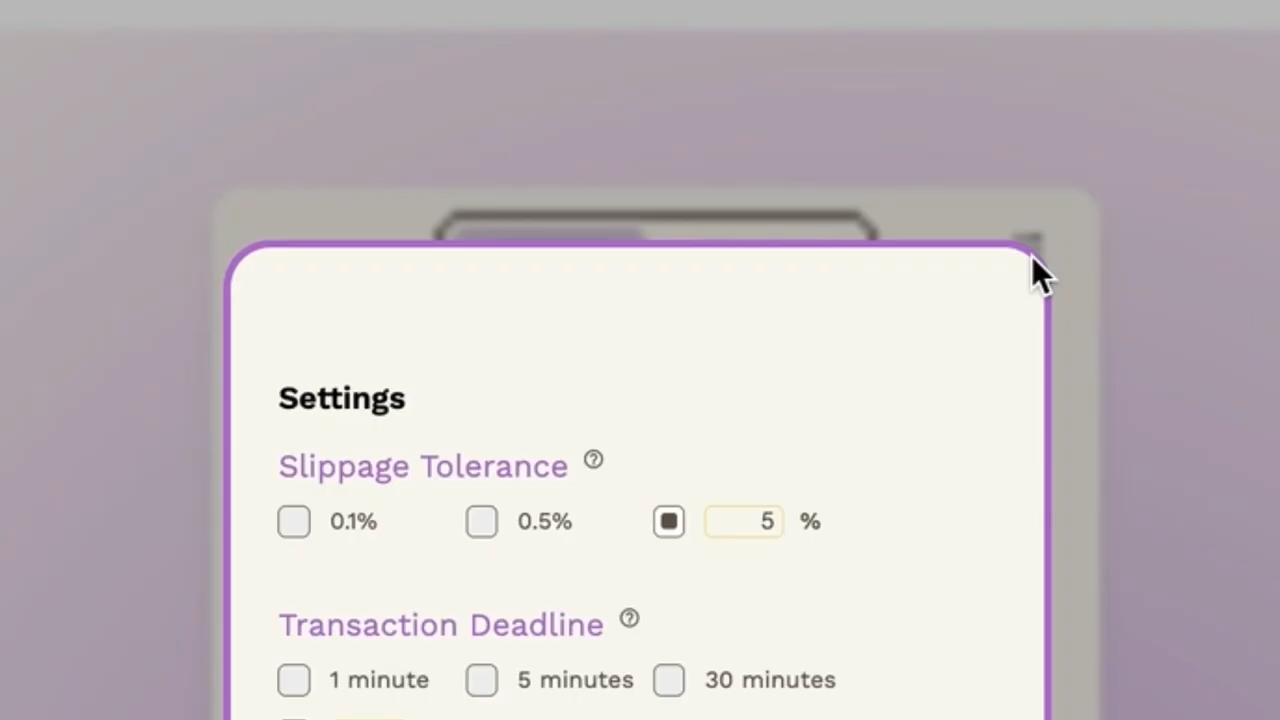 Settings
Slippage Tolerance ?
0.1% 0.5% 5 %
Transaction Deadline ?
1 minute 5 minutes 30 minutes